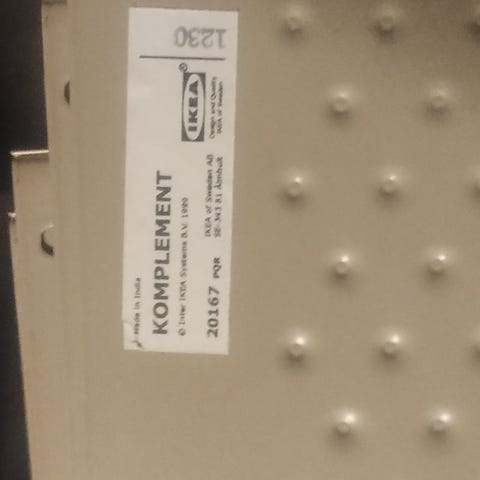 Made in India
KOMPLEMENT
© Inter IKEA Systems B.V. 1999
20167 PQR
IKEA of Sweden AB
SE-343 81 Älmhult
IKEA®
Design and Quality
IKEA of Sweden
1230